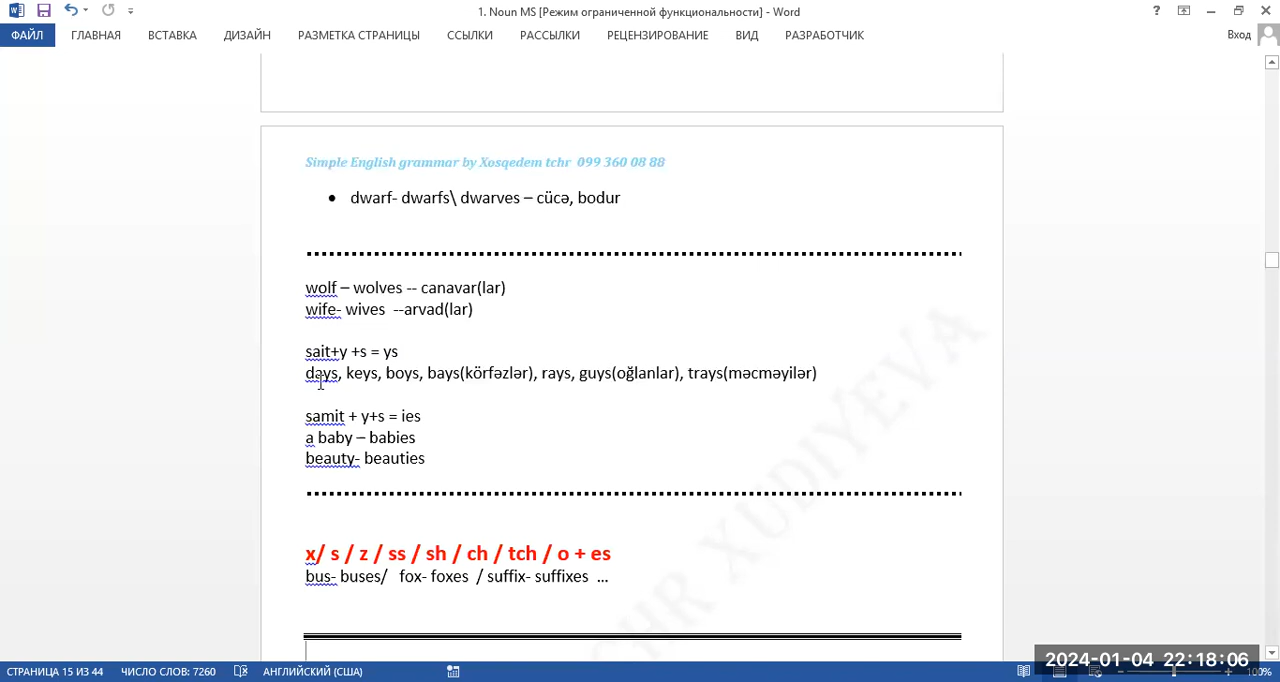 1. Noun MS [Режим ограниченной функциональности] - Word
?
ФАЙЛ ГЛАВНАЯ ВСТАВКА ДИЗАЙН РАЗМЕТКА СТРАНИЦЫ ССЫЛКИ РАССЫЛКИ РЕЦЕНЗИРОВАНИЕ ВИД РАЗРАБОТЧИК Вход
Simple English grammar by Xosqedem tchr 099 360 08 88
• dwarf- dwarfs\ dwarves – cücə, bodur
wolf – wolves -- canavar(lar)
wife- wives --arvad(lar)
sait+y +s = ys
days, keys, boys, bays(körfəzlər), rays, guys(oğlanlar), trays(məcməyilər)
samit + y+s = ies
a baby – babies
beauty- beauties
x/ s / z / ss / sh / ch / tch / o + es
bus- buses/ fox- foxes / suffix- suffixes ...
TCHR XUDIYEVA
СТРАНИЦА 15 ИЗ 44 ЧИСЛО СЛОВ: 7260 АНГЛИЙСКИЙ (США) 100%
2024-01-04 22:18:06